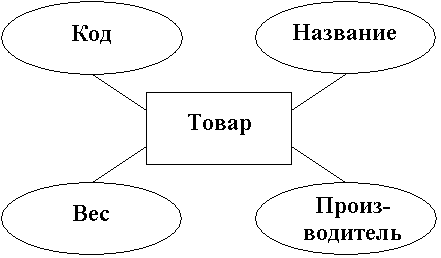 Код
Название
Товар
Вес
Произ-
водитель